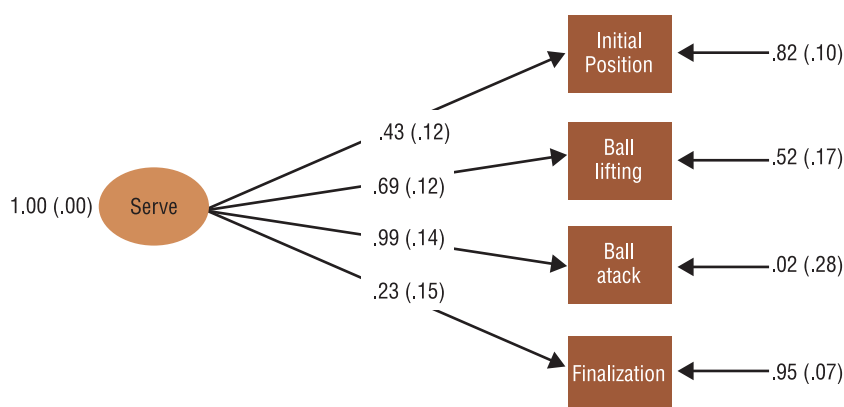 Initial
Position
.82 (.10)
.43 (.12)
Ball
lifting
.52 (.17)
.69 (.12)
1.00 (.00)
Serve
.99 (.14)
Ball
atack
.02 (.28)
.23 (.15)
Finalization
.95 (.07)